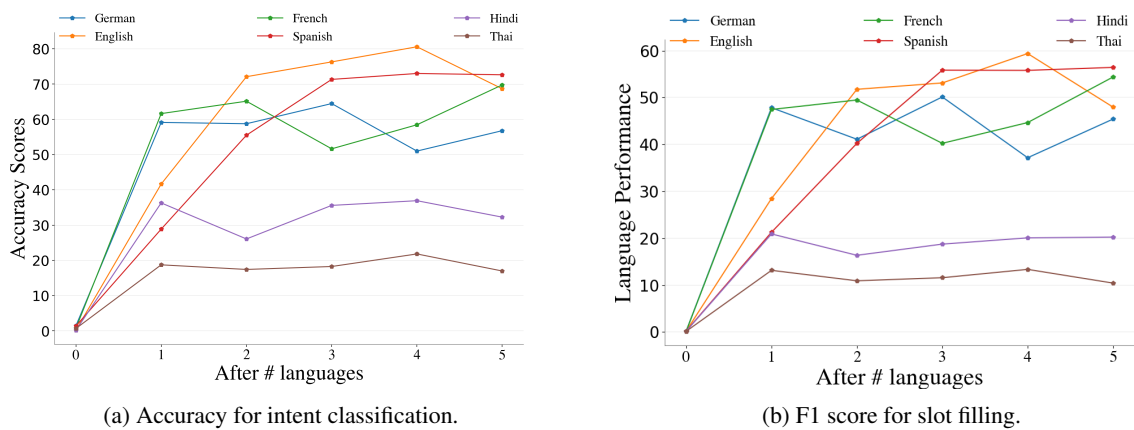 German French Hindi
English Spanish Thai
80
70
60
50
40
30
20
10
0
Accuracy Scores
0 1 2 3 4 5
After # languages
(a) Accuracy for intent classification.
German French Hindi
English Spanish Thai
60
50
40
30
20
10
0
Language Performance
0 1 2 3 4 5
After # languages
(b) F1 score for slot filling.